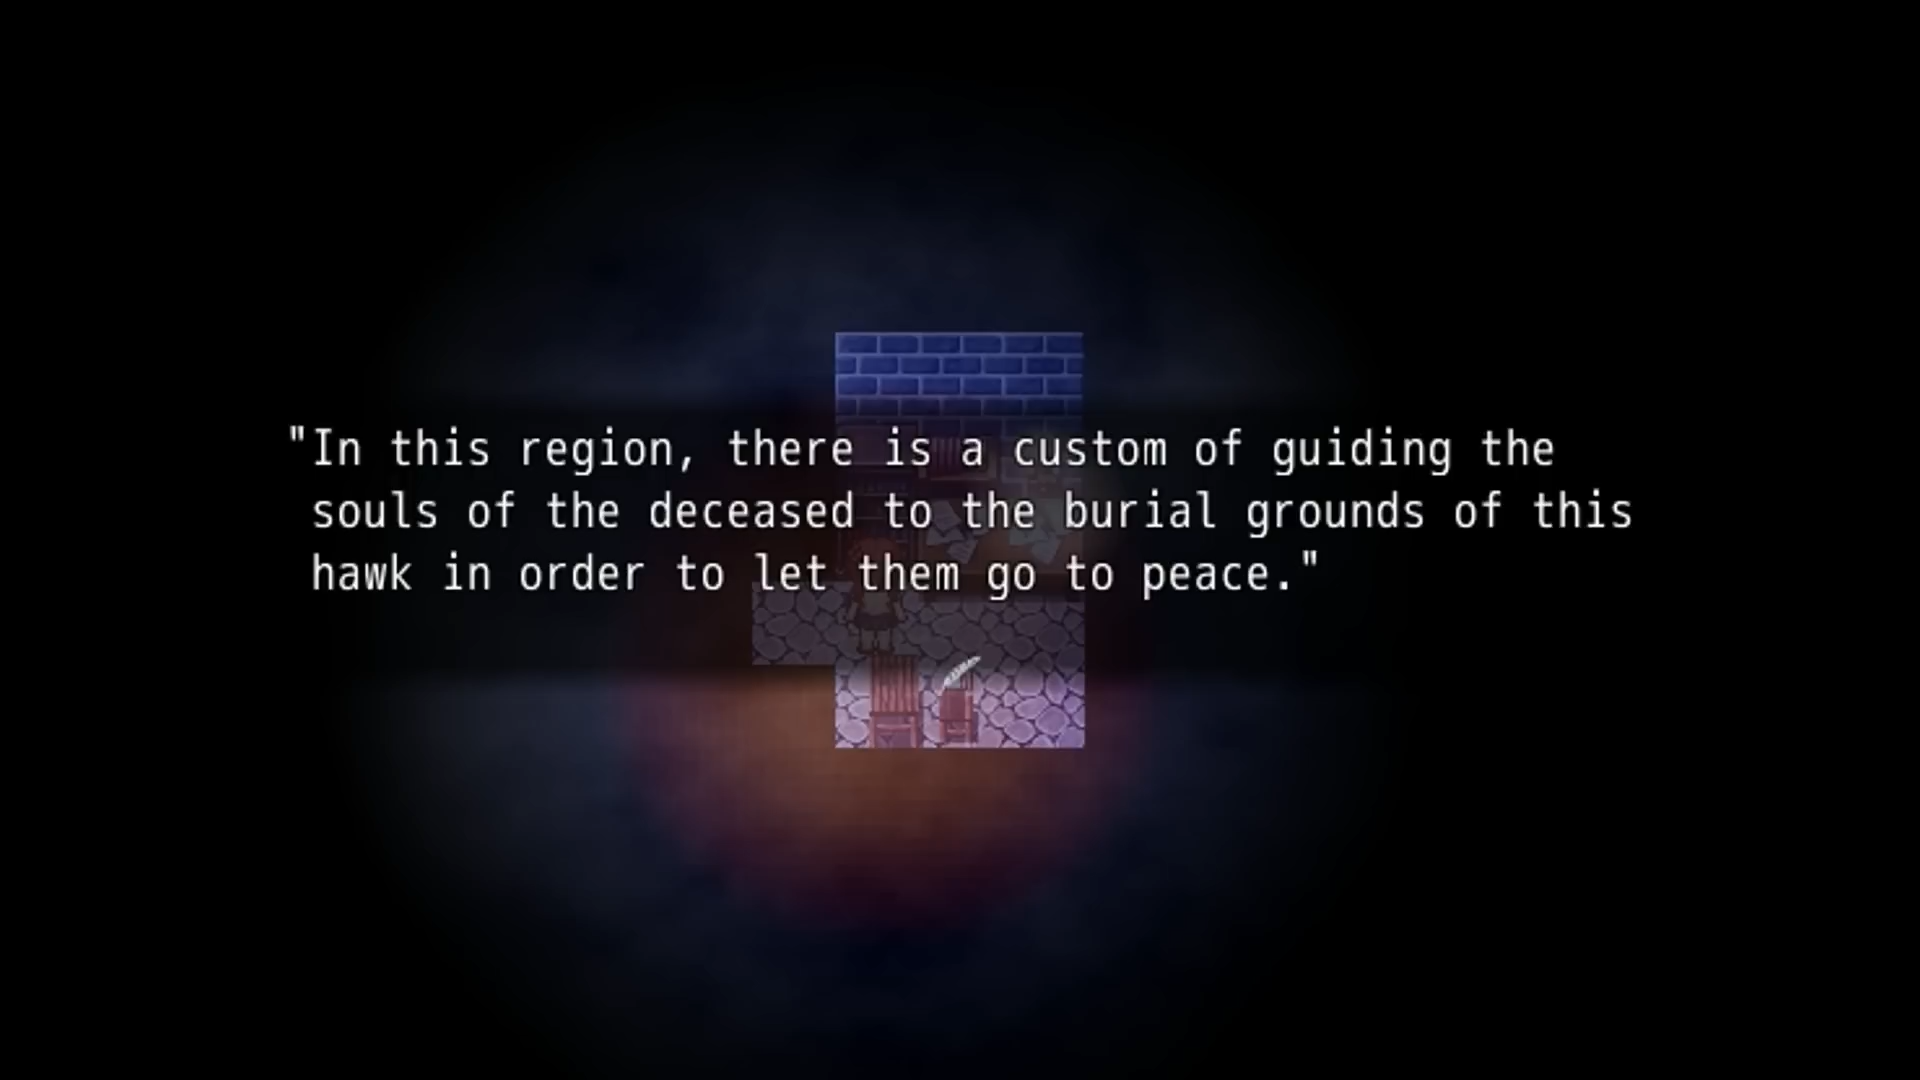 "In this region, there is a custom of guiding the
souls of the deceased to the burial grounds of this
hawk in order to let them go to peace."